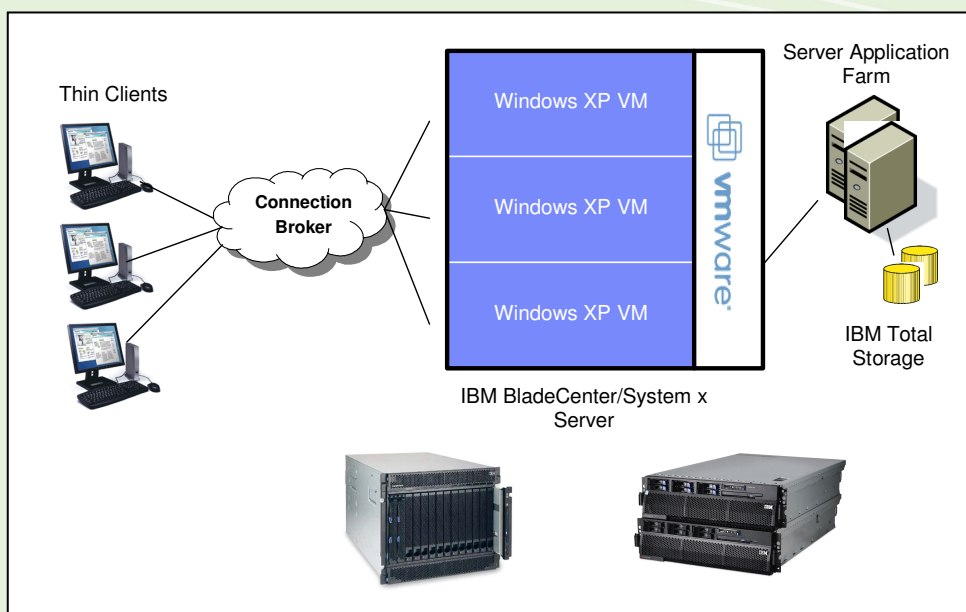 Thin Clients
Connection
Broker
Windows XP VM
Windows XP VM
Windows XP VM
vmware®
Server Application
Farm
IBM Total
Storage
IBM BladeCenter/System x
Server